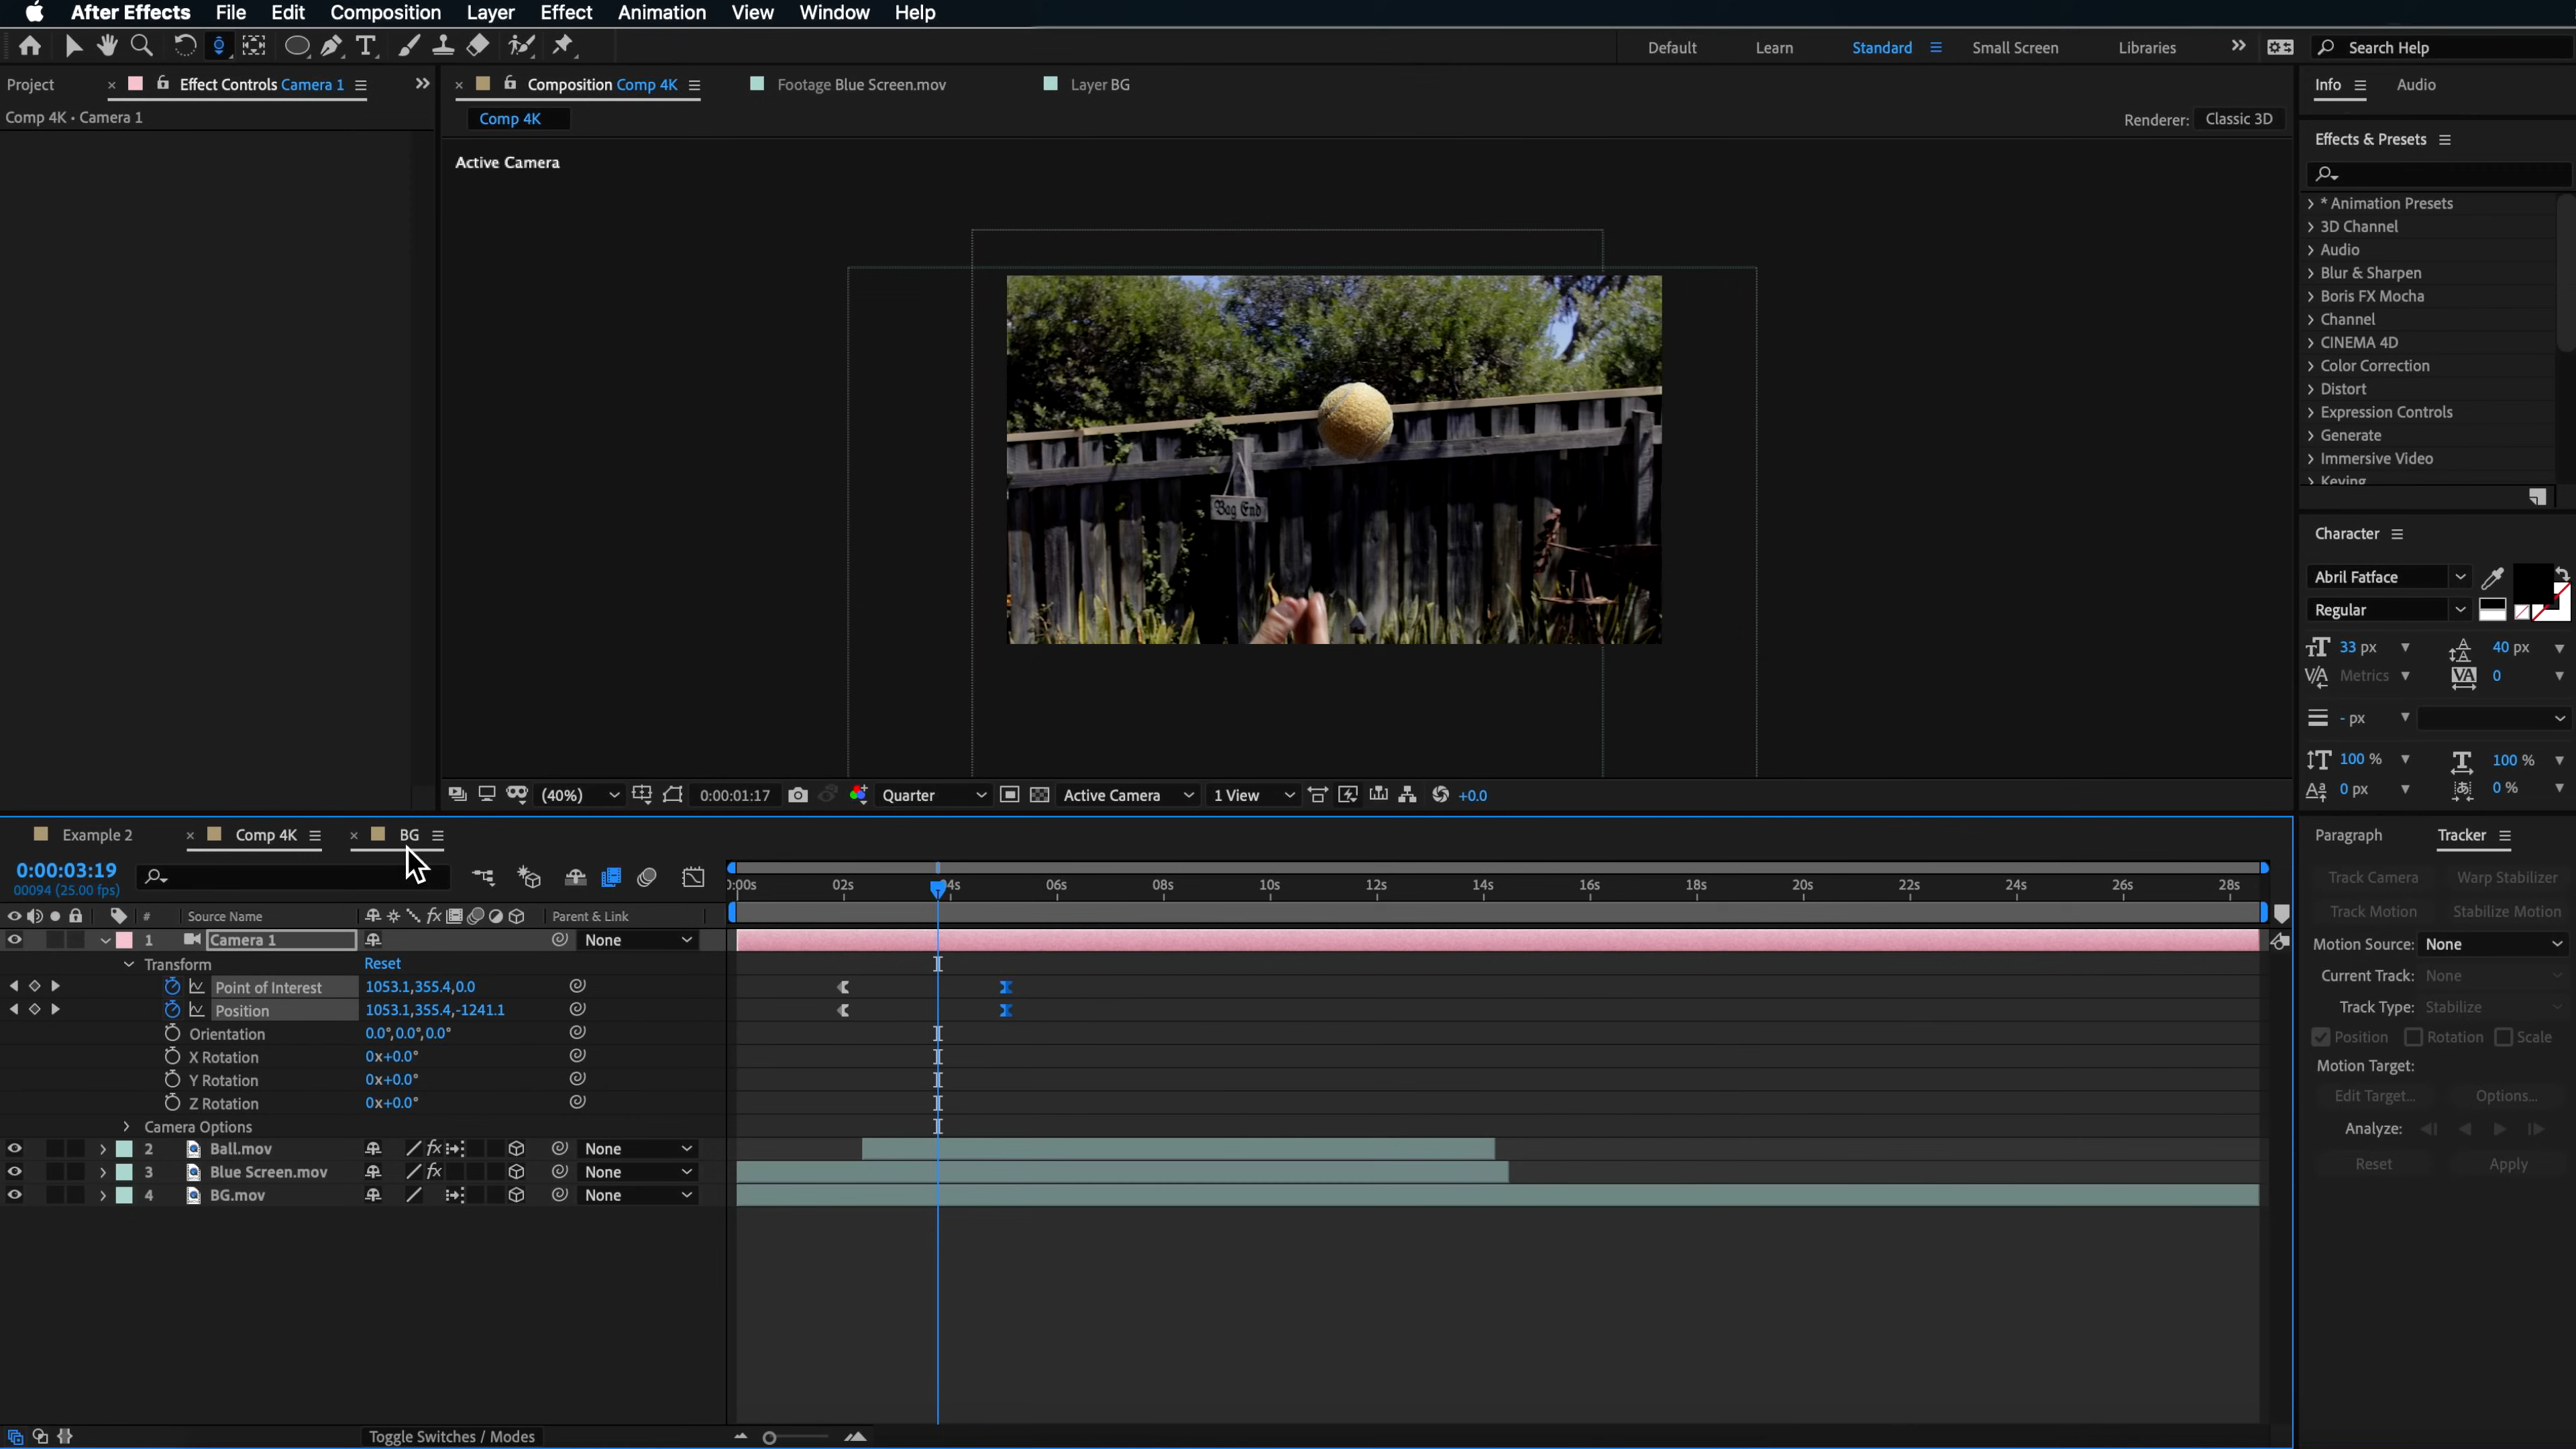 After Effects File Edit Composition Layer Effect Animation View Window Help
Default Learn Standard Small Screen Libraries Search Help
Project × Effect Controls Camera 1 × Composition Comp 4K Footage Blue Screen.mov Layer BG Info Audio
Comp 4K • Camera 1 Comp 4K Renderer: Classic 3D
Effects & Presets
Active Camera
* Animation Presets
3D Channel
Audio
Blur & Sharpen
Boris FX Mocha
Channel
CINEMA 4D
Color Correction
Distort
Expression Controls
Generate
Immersive Video
Keying
Bag End
Character
Abril Fatface
Regular
33 px 40 px
Metrics 0
- px
100 % 100 %
0 px 0 %
(40%) 0:00:01:17 Quarter Active Camera 1 View +0.0
Example 2 × Comp 4K × BG
Paragraph Tracker
0:00:03:19
00094 (25.00 fps)
0:00s 02s 04s 06s 08s 10s 12s 14s 16s 18s 20s 22s 24s 26s 28s
Track Camera Warp Stabilizer
Track Motion Stabilize Motion
# Source Name Parent & Link
1 Camera 1 None
Motion Source: None
Transform Reset
Current Track: None
Point of Interest 1053.1,355.4,0.0
Position 1053.1,355.4,-1241.1
Track Type: Stabilize
Orientation 0.0°,0.0°,0.0°
Position Rotation Scale
X Rotation 0x+0.0°
Motion Target:
Y Rotation 0x+0.0°
Edit Target... Options...
Z Rotation 0x+0.0°
Camera Options
Analyze:
2 Ball.mov None
3 Blue Screen.mov None
Reset Apply
4 BG.mov None
Toggle Switches / Modes